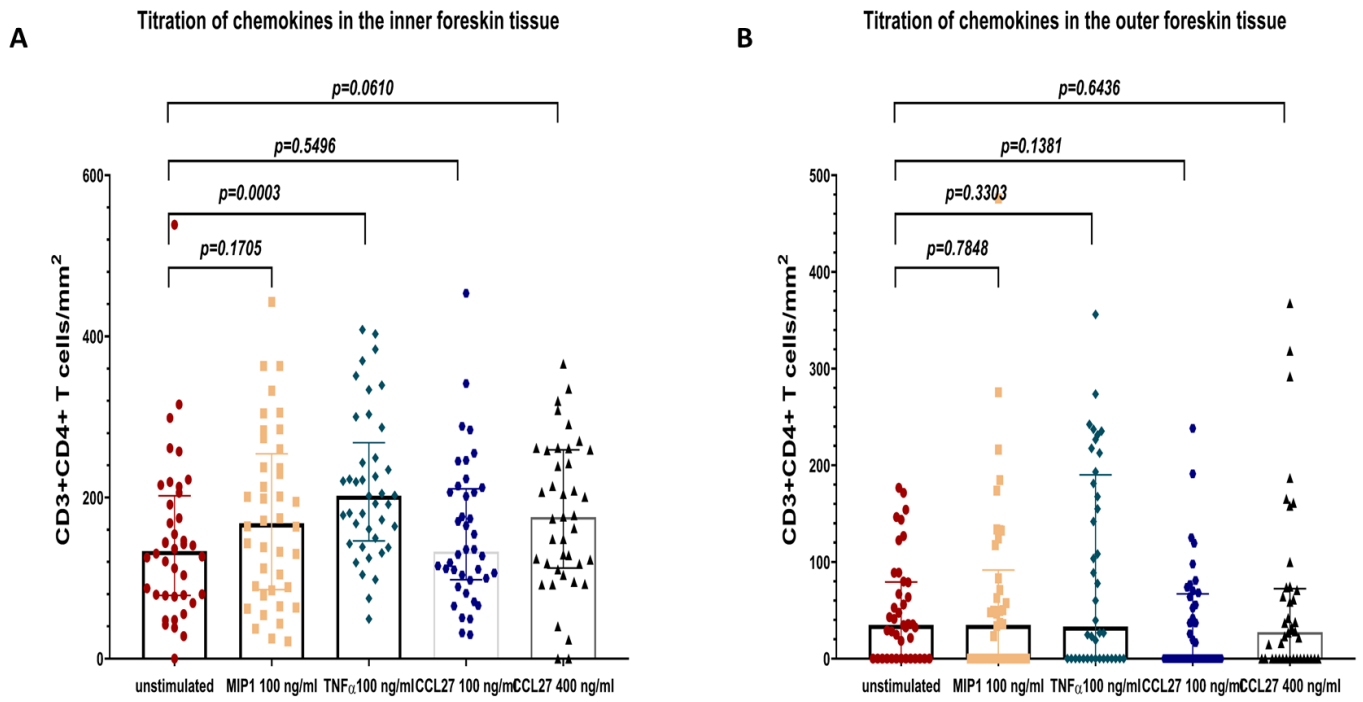 Titration of chemokines in the inner foreskin tissue
A
p=0.0610
p=0.5496
p=0.0003
p=0.1705
CD3+CD4+ T cells/mm²
600
400
200
0
unstimulated
MIP1 100 ng/ml
TNFα100 ng/ml
CCL27 100 ng/ml
CCL27 400 ng/ml
Titration of chemokines in the outer foreskin tissue
B
p=0.6436
p=0.1381
p=0.3303
p=0.7848
CD3+CD4+ T cells/mm²
500
400
300
200
100
0
unstimulated
MIP1 100 ng/ml
TNFα100 ng/ml
CCL27 100 ng/ml
CCL27 400 ng/ml